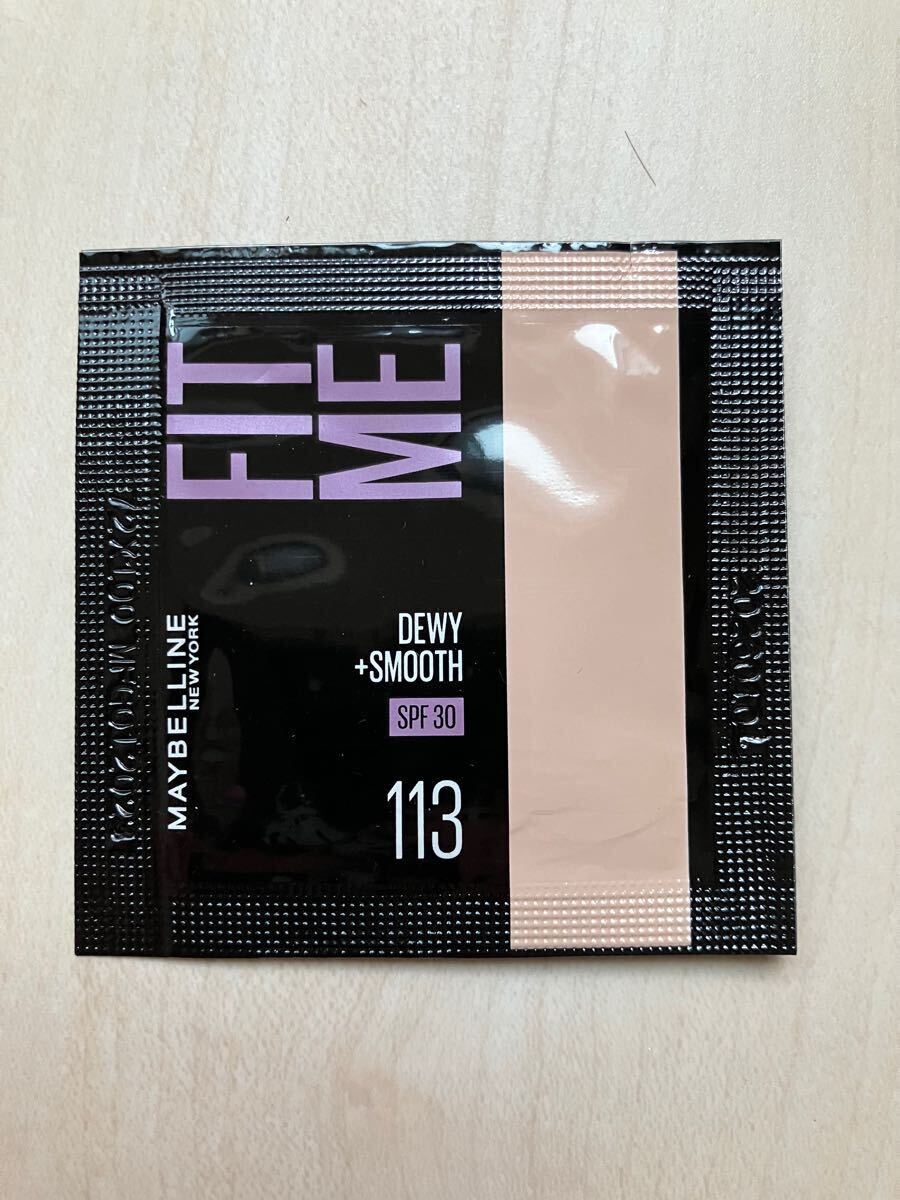 FIT
ME
MAYBELLINE
NEW YORK
DEWY
+SMOOTH
SPF 30
113